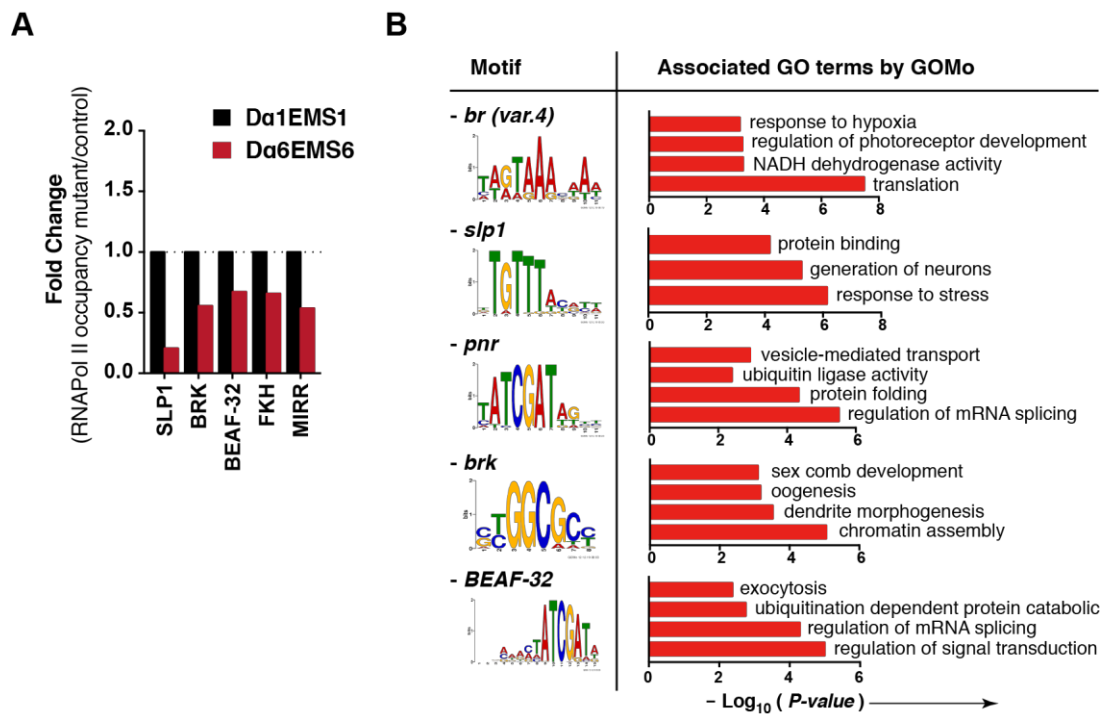 A
B
Fold Change
(RNAPol II occupancy mutant/control)
2.0
1.5
1.0
0.5
0.0
Dα1EMS1
Dα6EMS6
SLP1
BRK
BEAF-32
FKH
MIRR
Motif
Associated GO terms by GOMo
- br (var.4)
response to hypoxia
regulation of photoreceptor development
NADH dehydrogenase activity
translation
0 2 4 6 8
- slp1
protein binding
generation of neurons
response to stress
0 2 4 6 8
- pnr
vesicle-mediated transport
ubiquitin ligase activity
protein folding
regulation of mRNA splicing
0 2 4 6
- brk
sex comb development
oogenesis
dendrite morphogenesis
chromatin assembly
0 2 4 6
- BEAF-32
exocytosis
ubiquitination dependent protein catabolic
regulation of mRNA splicing
regulation of signal transduction
0 2 4 6
– Log10 ( P-value )